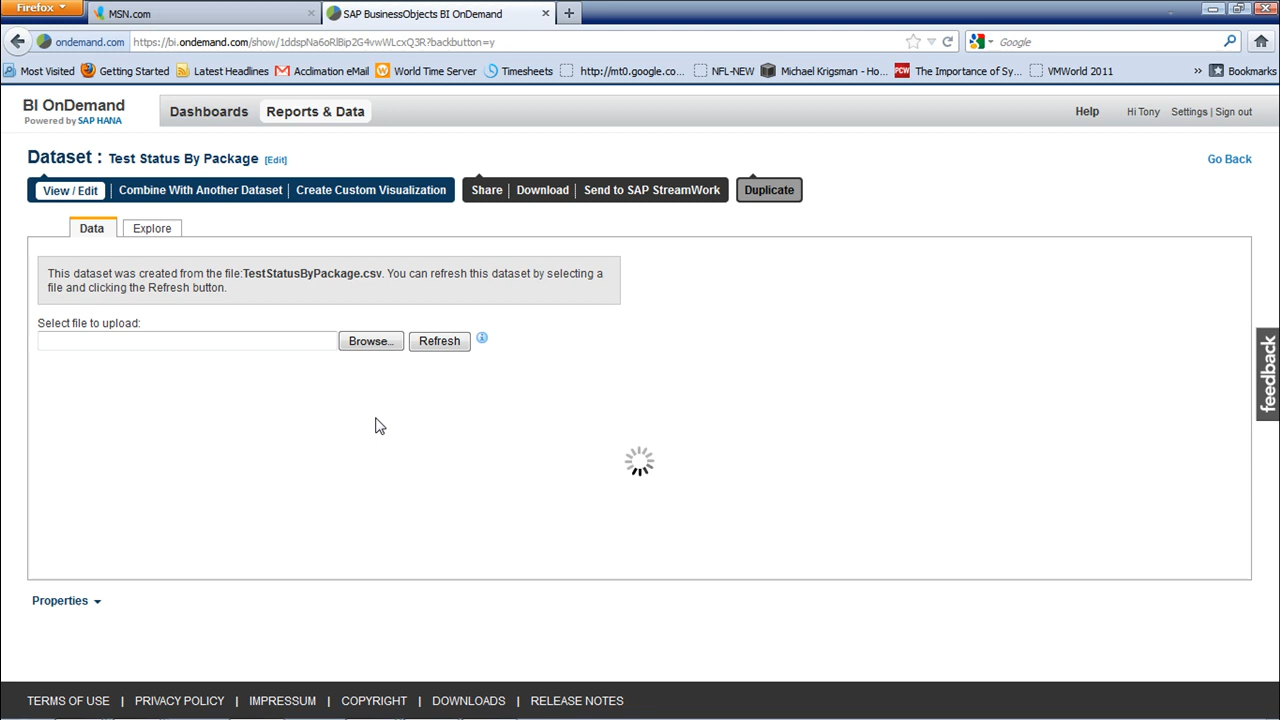 Firefox
MSN.com
SAP BusinessObjects BI OnDemand
ondemand.com
https://bi.ondemand.com/show/1ddspNa6oRlBip2G4vwWLcxQ3R?backbutton=y
Google
Most Visited
Getting Started
Latest Headlines
Acclimation eMail
World Time Server
Timesheets
http://mt0.google.co...
NFL-NEW
Michael Krigsman - Ho...
The Importance of Sy...
VMWorld 2011
»
Bookmarks
BI OnDemand
Powered by SAP HANA
Dashboards
Reports & Data
Help
Hi Tony
Settings | Sign out
Dataset : Test Status By Package [Edit]
Go Back
View / Edit | Combine With Another Dataset | Create Custom Visualization
Share | Download | Send to SAP StreamWork
Duplicate
Data
Explore
This dataset was created from the file:TestStatusByPackage.csv. You can refresh this dataset by selecting a
file and clicking the Refresh button.
Select file to upload:
Browse...
Refresh
feedback
Properties
TERMS OF USE | PRIVACY POLICY | IMPRESSUM | COPYRIGHT | DOWNLOADS | RELEASE NOTES